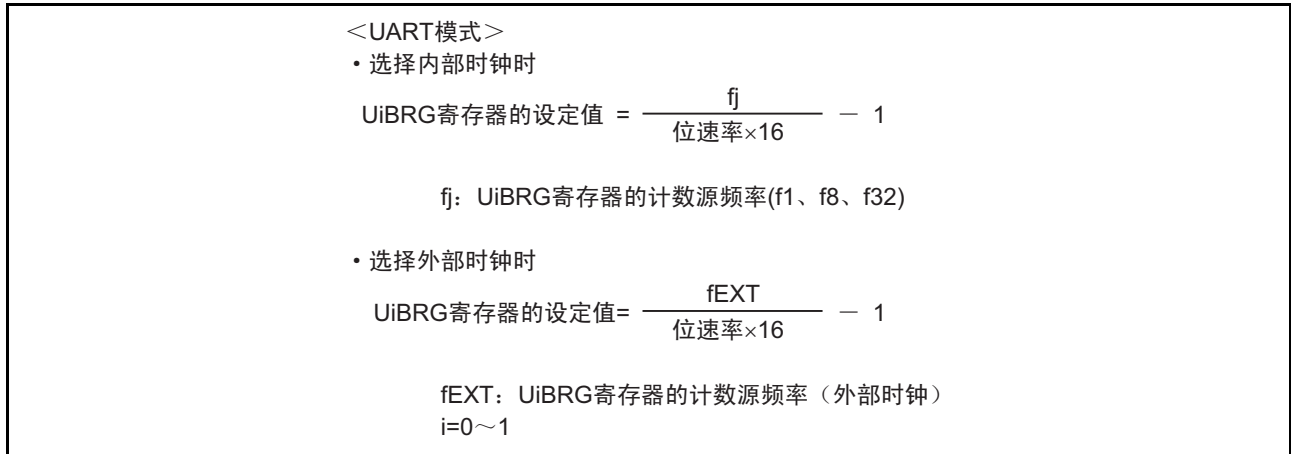 ＜UART模式＞
・选择内部时钟时
fj
UiBRG寄存器的设定值 = － 1
位速率×16
fj：UiBRG寄存器的计数源频率(f1、f8、f32)
・选择外部时钟时
fEXT
UiBRG寄存器的设定值= － 1
位速率×16
fEXT：UiBRG寄存器的计数源频率（外部时钟）
i=0～1